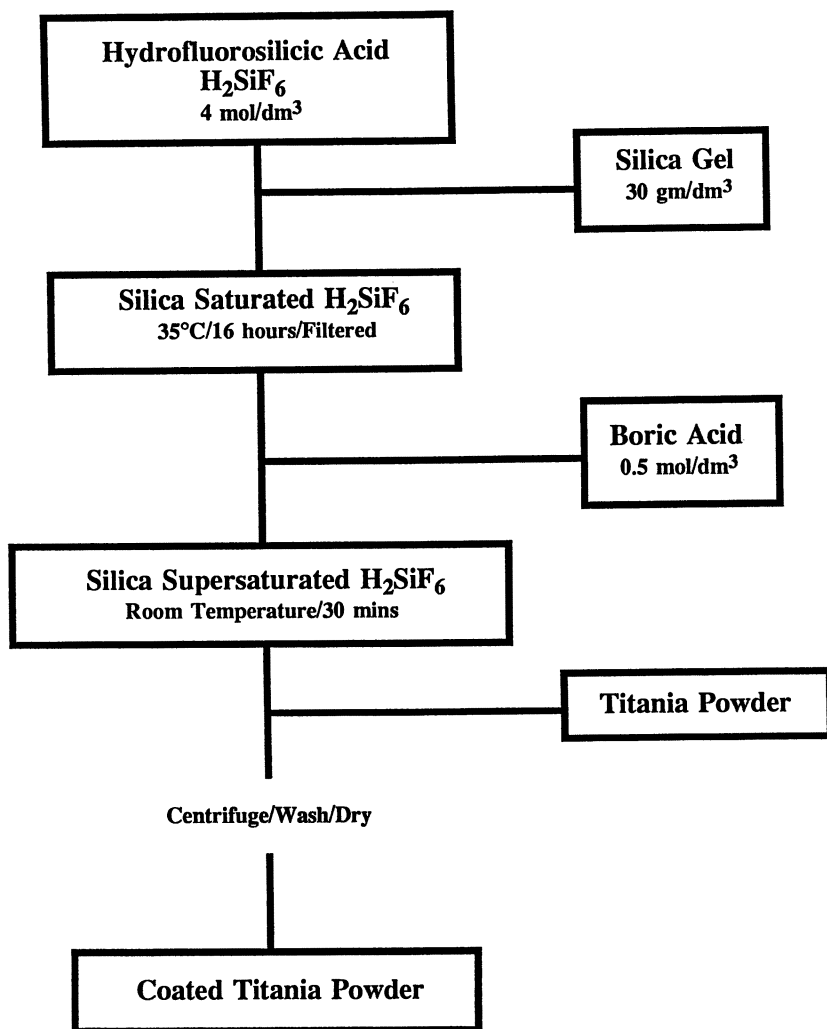 Hydrofluorosilicic Acid
H₂SiF₆
4 mol/dm³
Silica Gel
30 gm/dm³
Silica Saturated H₂SiF₆
35°C/16 hours/Filtered
Boric Acid
0.5 mol/dm³
Silica Supersaturated H₂SiF₆
Room Temperature/30 mins
Titania Powder
Centrifuge/Wash/Dry
Coated Titania Powder